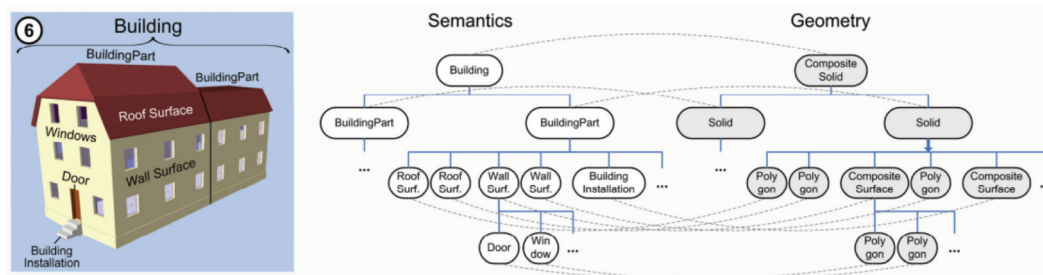 6
Building
BuildingPart
BuildingPart
Roof Surface
Windows
Door
Wall Surface
Building
Installation
Semantics
Geometry
Building
Composite
Solid
BuildingPart
BuildingPart
Solid
Solid
...
...
Roof
Surf.
Roof
Surf.
Wall
Surf.
Wall
Surf.
Building
Installation
...
Poly
gon
Poly
gon
Composite
Surface
Poly
gon
Composite
Surface
Door
Win
dow
...
Poly
gon
Poly
gon
...